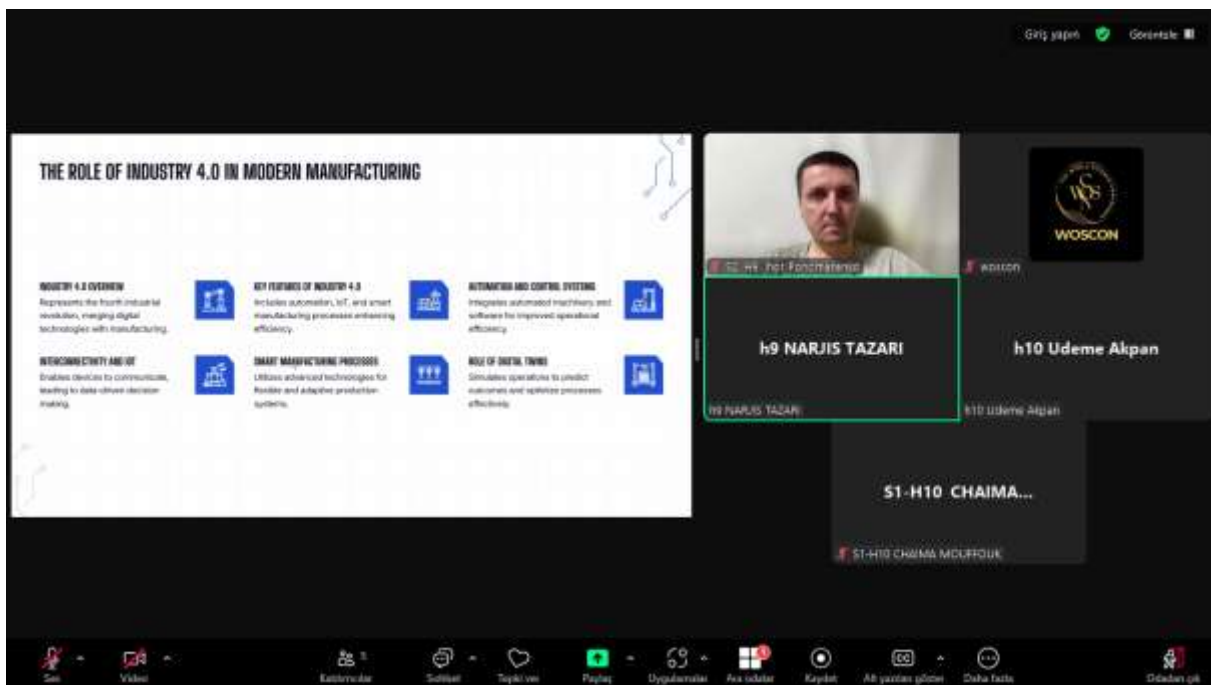 Giriş yapın
Görüntüle
THE ROLE OF INDUSTRY 4.0 IN MODERN MANUFACTURING
INDUSTRY 4.0 OVERVIEW
Represents the fourth industrial
revolution, merging digital
technologies with manufacturing.
KEY FEATURES OF INDUSTRY 4.0
Includes automation, IoT, and smart
manufacturing processes enhancing
efficiency.
AUTOMATION AND CONTROL SYSTEMS
Integrates automated machinery and
software for improved operational
efficiency.
INTERCONNECTIVITY AND IOT
Enables devices to communicate,
leading to data-driven decision
making.
SMART MANUFACTURING PROCESSES
Utilizes advanced technologies for
flexible and adaptive production
systems.
ROLE OF DIGITAL TWINS
Simulates operations to predict
outcomes and optimize processes
effectively.
WOSCON
woscon
h9 NARJIS TAZARI
h9 NARJIS TAZARI
h10 Udeme Akpan
h10 Udeme Akpan
S1-H10 CHAIMA...
S1-H10 CHAIMA MOUFFOUK
Ses
Video
Katılımcılar
Sohbet
Tepki ver
Paylaş
Uygulamalar
Ara odalar
Kaydet
Alt yazıları göster
Daha fazla
Odadan çık